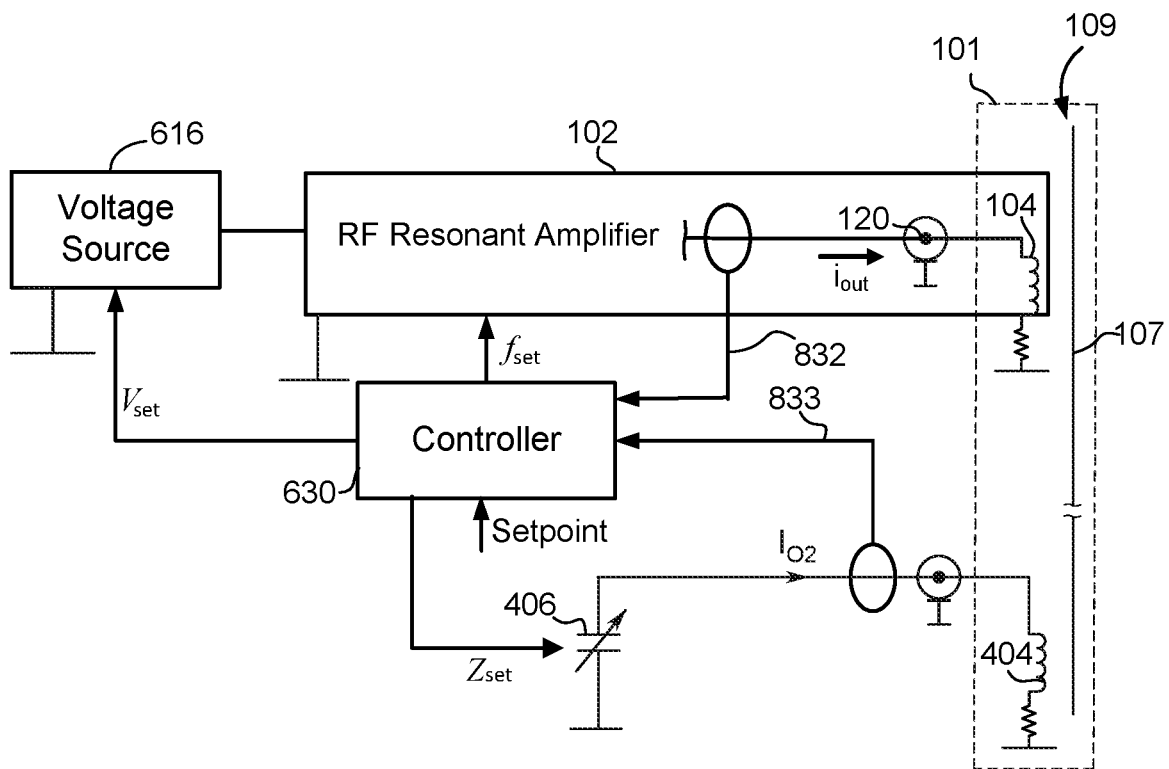 109
101
616
102
Voltage
Source
RF Resonant Amplifier
120
104
iout
fset
832
107
Vset
833
Controller
630
Setpoint
IO2
406
Zset
404